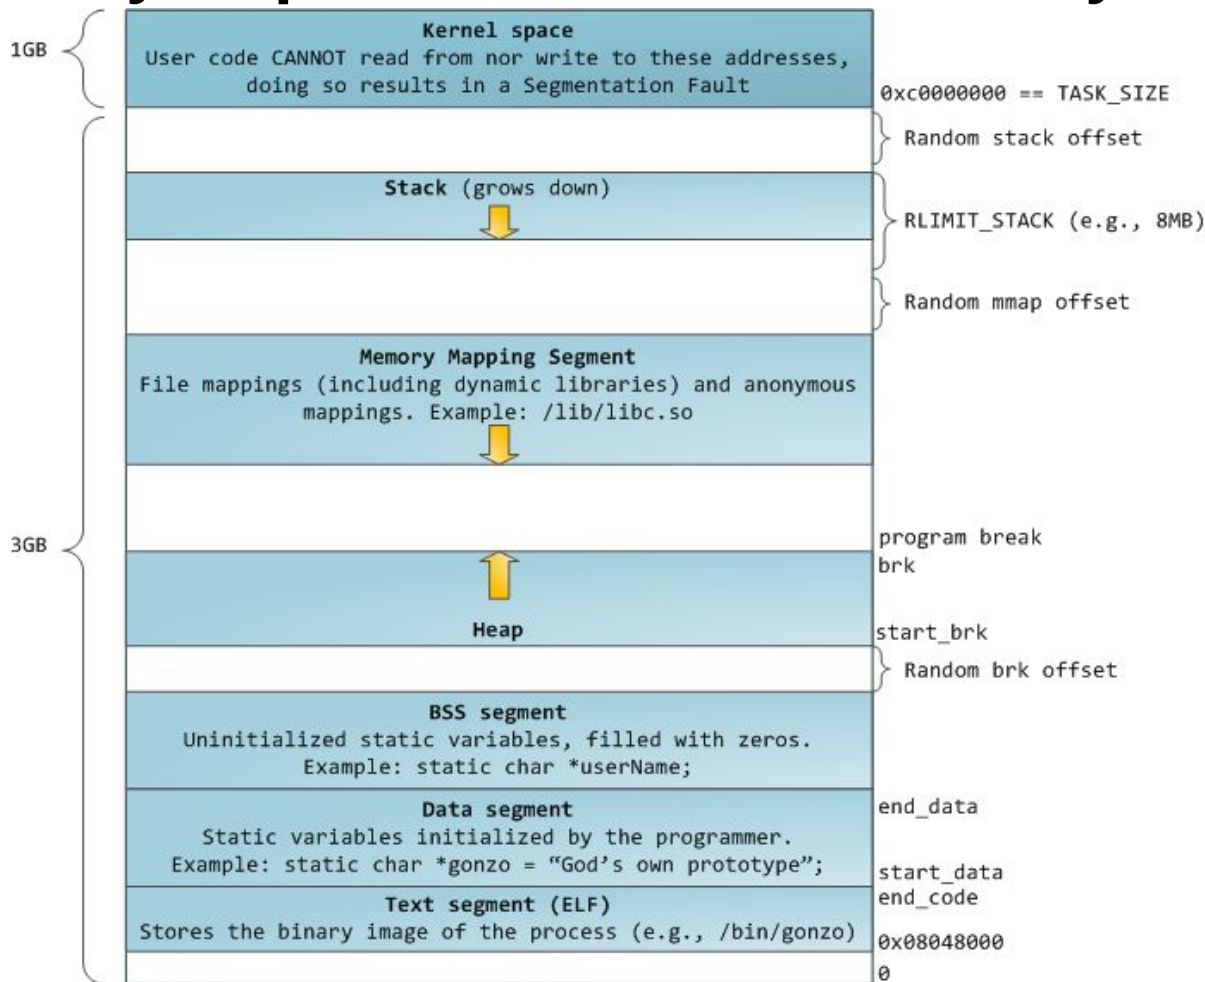 Kernel space
1GB
User code CANNOT read from nor write to these addresses,
doing so results in a Segmentation Fault
0xc0000000 == TASK_SIZE
Random stack offset
Stack (grows down)
RLIMIT_STACK (e.g., 8MB)
Random mmap offset
Memory Mapping Segment
File mappings (including dynamic libraries) and anonymous
mappings. Example: /lib/libc.so
3GB
program break
brk
Heap
start_brk
Random brk offset
BSS segment
Uninitialized static variables, filled with zeros.
Example: static char *userName;
Data segment
end_data
Static variables initialized by the programmer.
Example: static char *gonzo = “God’s own prototype”;
start_data
end_code
Text segment (ELF)
Stores the binary image of the process (e.g., /bin/gonzo)
0x08048000
0